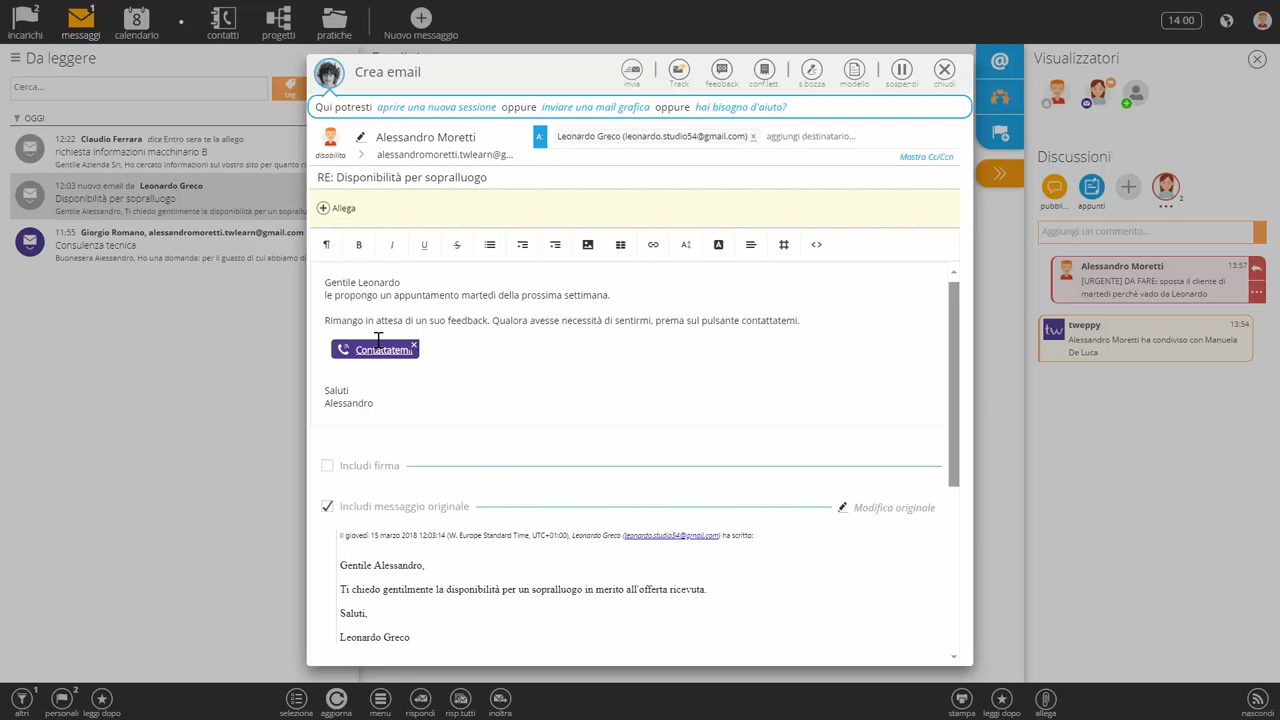 incarichi 2
messaggi 1
calendario 8
contatti
progetti
pratiche
Nuovo messaggio
14 00
Da leggere
Cerca...
tag
OGGI
12:22 Claudio Ferrara dice Entro sera te la allego
richiesta informazioni macchinario B
Gentile Azienda Srl, Ho cercato informazioni sul vostro sito per quanto r
12:03 nuovo email da Leonardo Greco
Disponibilità per sopralluogo
Gentile Alessandro, Ti chiedo gentilmente la disponibilità per un sopralluo
11:55 Giorgio Romano, alessandromoretti.twlearn@gmail.com
Consulenza tecnica
Buonasera Alessandro, Ho una domanda: per il guasto di cui abbiamo di
Crea email
invia
Track
feedback
conf.lett.
s.bozza
modello
sospendi
chiudi
Qui potresti aprire una nuova sessione oppure inviare una mail grafica oppure hai bisogno d'aiuto?
disabilita
Alessandro Moretti
alessandromoretti.twlearn@g...
A: Leonardo Greco (leonardo.studio54@gmail.com) x aggiungi destinatario...
Mostra Cc/Ccn
RE: Disponibilità per sopralluogo
Allega
Gentile Leonardo
le propongo un appuntamento martedì della prossima settimana.
Rimango in attesa di un suo feedback. Qualora avesse necessità di sentirmi, prema sul pulsante contattatemi.
Contattatemi
Saluti
Alessandro
Includi firma
Includi messaggio originale
Modifica originale
Il giovedì 15 marzo 2018 12:03:14 (W. Europe Standard Time, UTC+01:00), Leonardo Greco (leonardo.studio54@gmail.com) ha scritto:
Gentile Alessandro,
Ti chiedo gentilmente la disponibilità per un sopralluogo in merito all'offerta ricevuta.
Saluti,
Leonardo Greco
Visualizzatori
Discussioni
pubbli...
appunti
2
Aggiungi un commento...
Alessandro Moretti 13:57
[URGENTE] DA FARE: sposta il cliente di
martedì perchè vado da Leonardo
tw
tweppy 13:54
Alessandro Moretti ha condiviso con Manuela
De Luca
altri 1
personali 2
leggi dopo
seleziona
aggiorna
menu
rispondi
risp.tutti
inoltra
stampa
leggi dopo
allega
nascondi